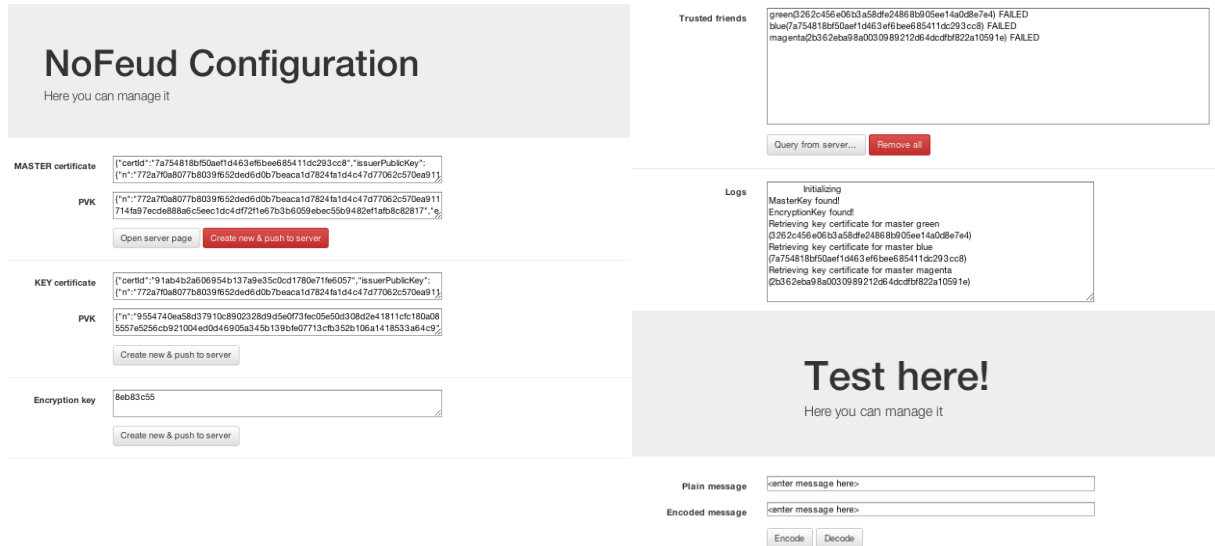 NoFeud Configuration
Here you can manage it
MASTER certificate
{"certId":"7a754818bf50aef1d463ef6bee685411dc293cc8","issuerPublicKey":
{"n":"772a7f0a8077b8039f652ded6d0b7beaca1d7824fa1d4c47d77062c570ea911
PVK
{"n":"772a7f0a8077b8039f652ded6d0b7beaca1d7824fa1d4c47d77062c570ea911
714fa97ecde888a6c5eec1dc4df72f1e67b3b6059ebec55b9482ef1afb8c82817","e
Open server page
Create new & push to server
KEY certificate
{"certId":"91ab4b2a606954b137a9e35c0cd1780e71fe6057","issuerPublicKey":
{"n":"772a7f0a8077b8039f652ded6d0b7beaca1d7824fa1d4c47d77062c570ea911
PVK
{"n":"9554740ea58d37910c8902328d9d5e0f73fec05e50d308d2e41811cfc180a08
5557e5256cb921004ed0d46905a345b139bfe07713cfb352b106a1418533a64c9"
Create new & push to server
Encryption key
8eb83c55
Create new & push to server
Trusted friends
green(3262c456e06b3a58dfe24868b905ee14a0d8e7e4) FAILED
blue(7a754818bf50aef1d463ef6bee685411dc293cc8) FAILED
magenta(2b362eba98a0030989212d64dcdfbf822a10591e) FAILED
Query from server...
Remove all
Logs
Initializing
MasterKey found!
EncryptionKey found!
Retrieving key certificate for master green
(3262c456e06b3a58dfe24868b905ee14a0d8e7e4)
Retrieving key certificate for master blue
(7a754818bf50aef1d463ef6bee685411dc293cc8)
Retrieving key certificate for master magenta
(2b362eba98a0030989212d64dcdfbf822a10591e)
Test here!
Here you can manage it
Plain message
<enter message here>
Encoded message
<enter message here>
Encode
Decode